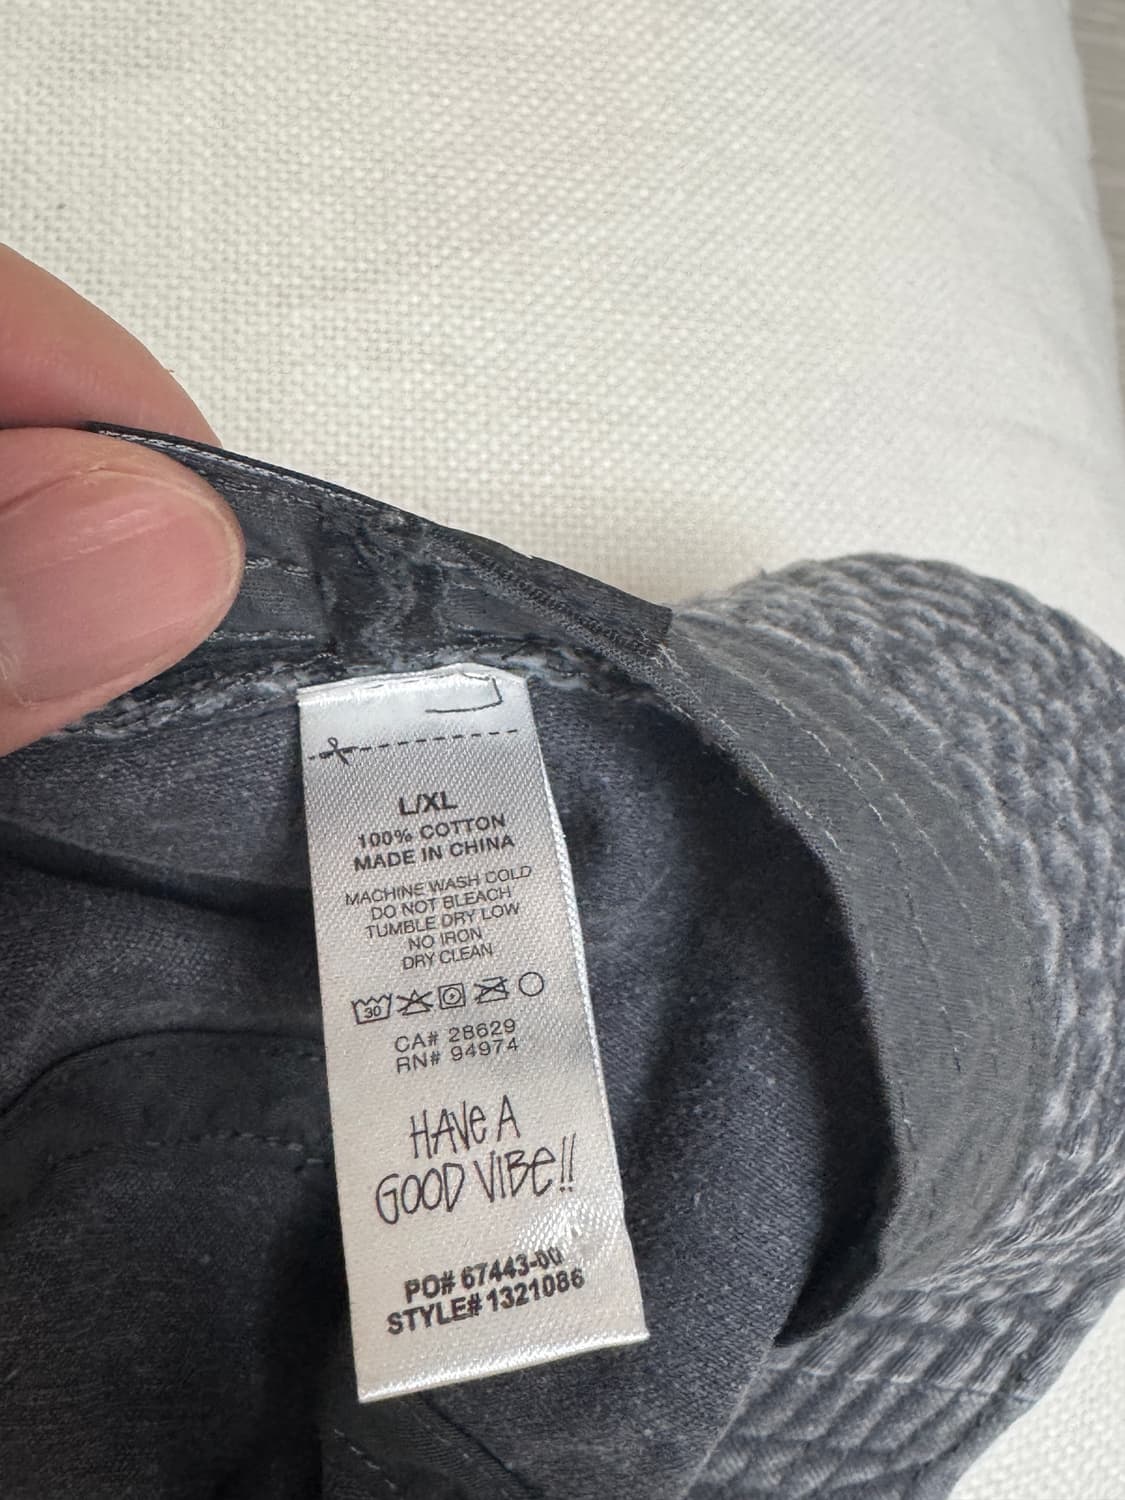 L/XL
100% COTTON
MADE IN CHINA
MACHINE WASH COLD
DO NOT BLEACH
TUMBLE DRY LOW
NO IRON
DRY CLEAN
30
CA# 28629
RN# 94974
HAVE A
GOOD VIBE!!
PO# 67443-00
STYLE# 1321086